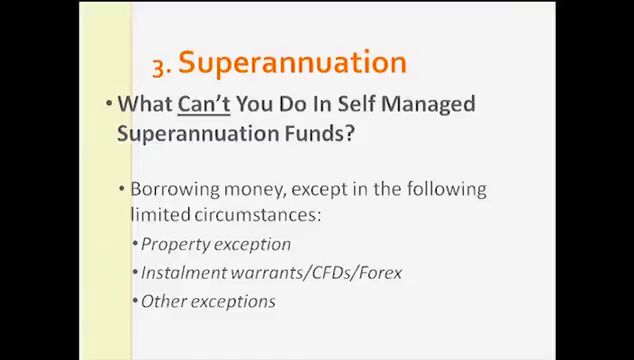 3. Superannuation
• What Can't You Do In Self Managed
Superannuation Funds?
• Borrowing money, except in the following
limited circumstances:
• Property exception
• Instalment warrants/CFDs/Forex
• Other exceptions